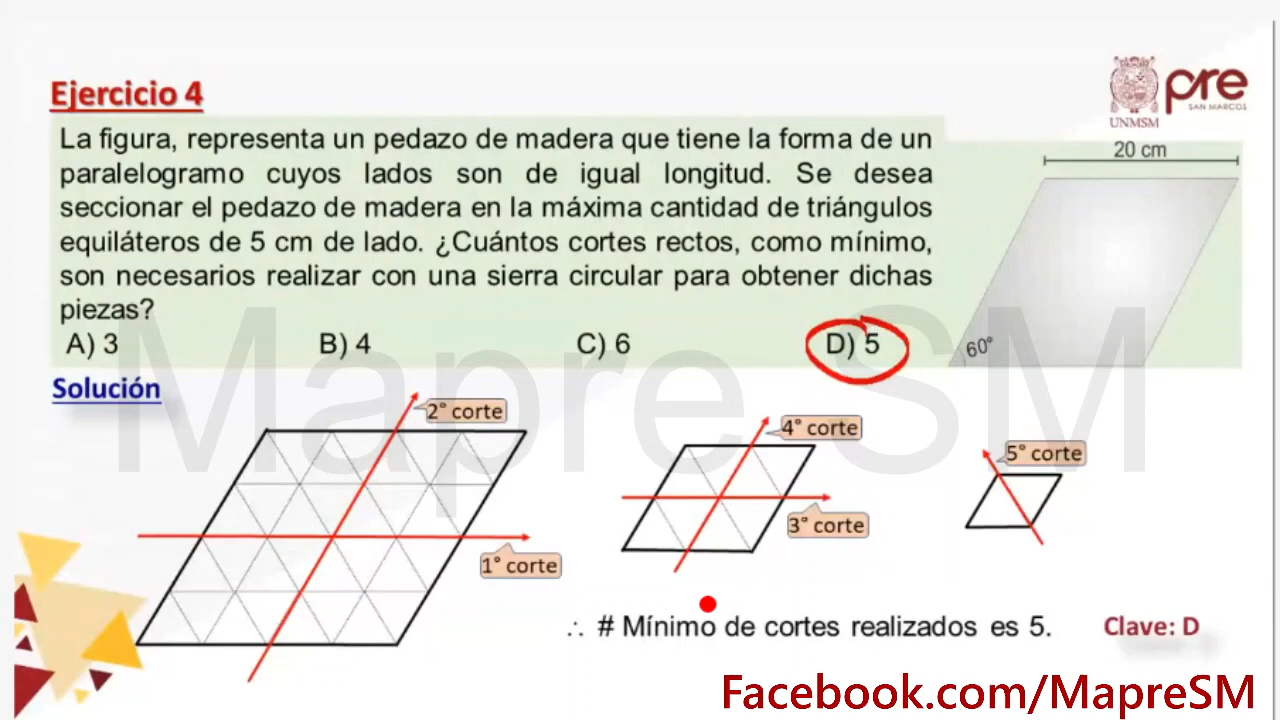 Ejercicio 4
pre
SAN MARCOS
UNMSM
La figura, representa un pedazo de madera que tiene la forma de un
paralelogramo cuyos lados son de igual longitud. Se desea
seccionar el pedazo de madera en la máxima cantidad de triángulos
equiláteros de 5 cm de lado. ¿Cuántos cortes rectos, como mínimo,
son necesarios realizar con una sierra circular para obtener dichas
piezas?
A) 3 B) 4 C) 6 D) 5
20 cm
60°
Mapre SM
Solución
2° corte
1° corte
4° corte
3° corte
5° corte
∴ # Mínimo de cortes realizados es 5. Clave: D
Facebook.com/MapreSM